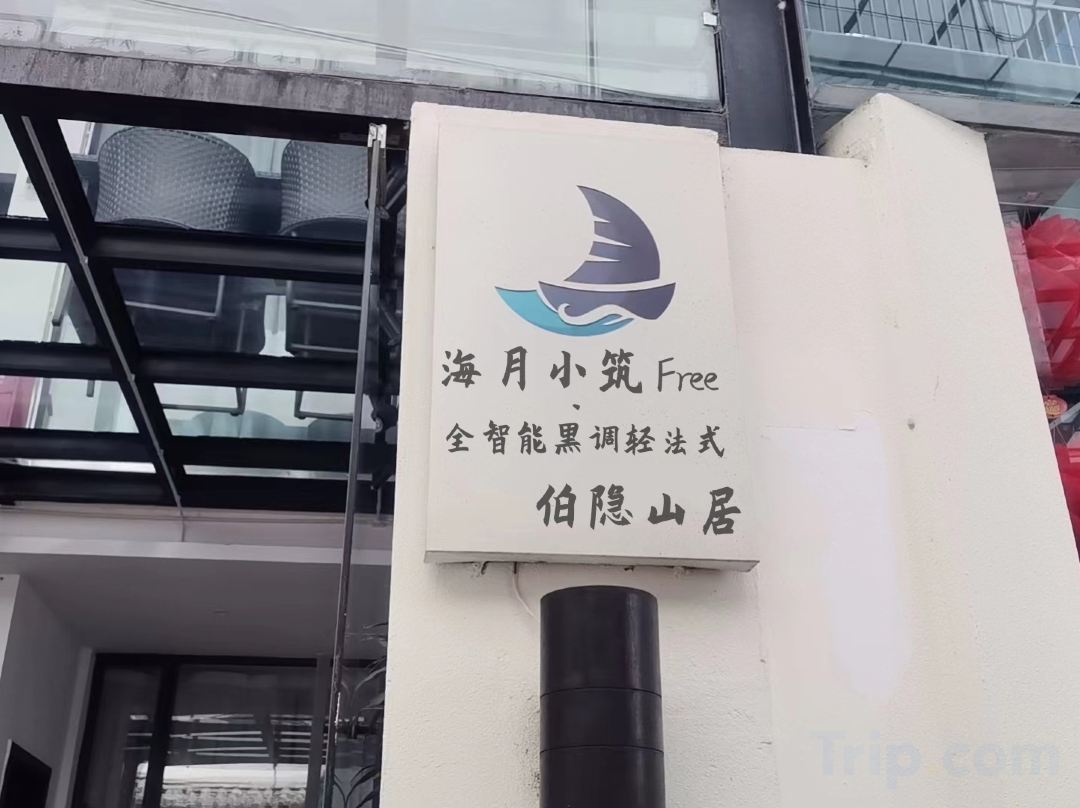 海月小筑 Free
、
全智能黑调轻法式
伯隐山居
Trip.com